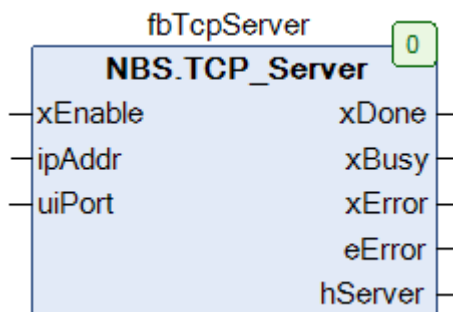 fbTcpServer
0
NBS.TCP_Server
xEnable xDone
ipAddr xBusy
uiPort xError
eError
hServer